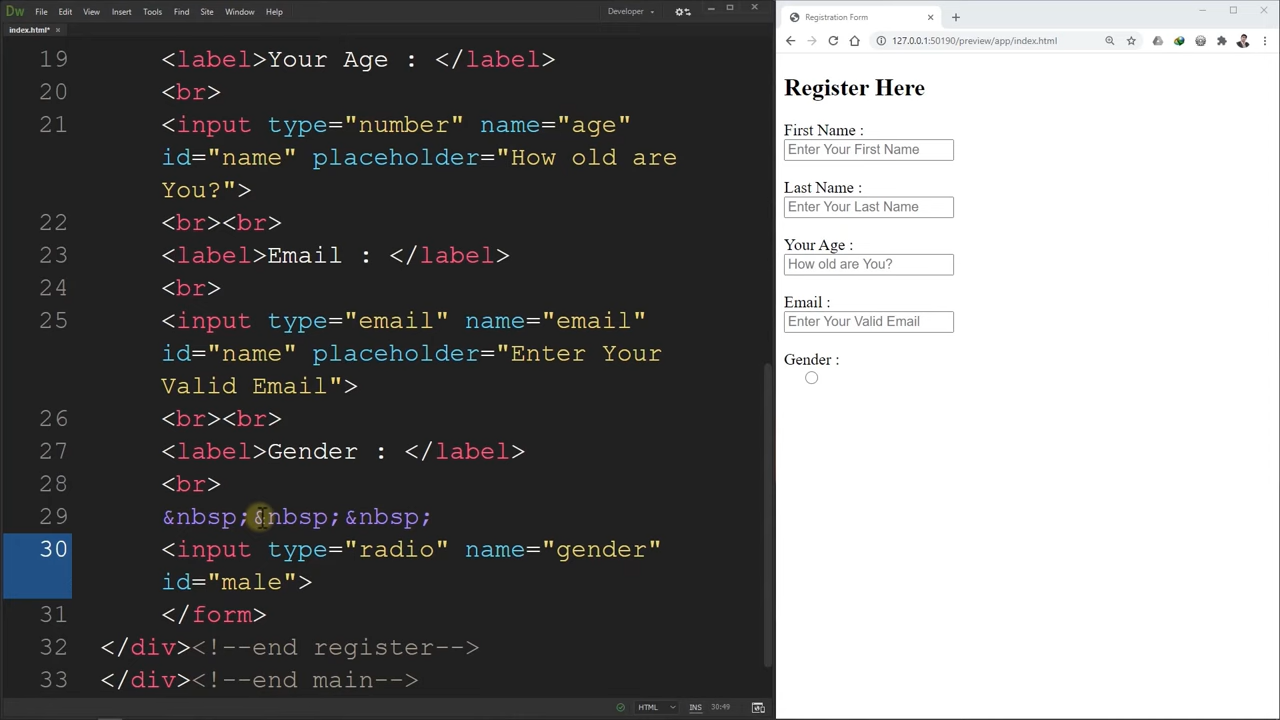 Dw File Edit View Insert Tools Find Site Window Help Developer
index.html* ×
19 <label>Your Age : </label>
20 <br>
21 <input type="number" name="age"
id="name" placeholder="How old are
You?">
22 <br><br>
23 <label>Email : </label>
24 <br>
25 <input type="email" name="email"
id="name" placeholder="Enter Your
Valid Email">
26 <br><br>
27 <label>Gender : </label>
28 <br>
29 &nbsp;&nbsp;&nbsp;
30 <input type="radio" name="gender"
id="male">
31 </form>
32 </div><!--end register-->
33 </div><!--end main-->
HTML INS 30:49
Registration Form
127.0.0.1:50190/preview/app/index.html
Register Here
First Name :
Enter Your First Name
Last Name :
Enter Your Last Name
Your Age :
How old are You?
Email :
Enter Your Valid Email
Gender :